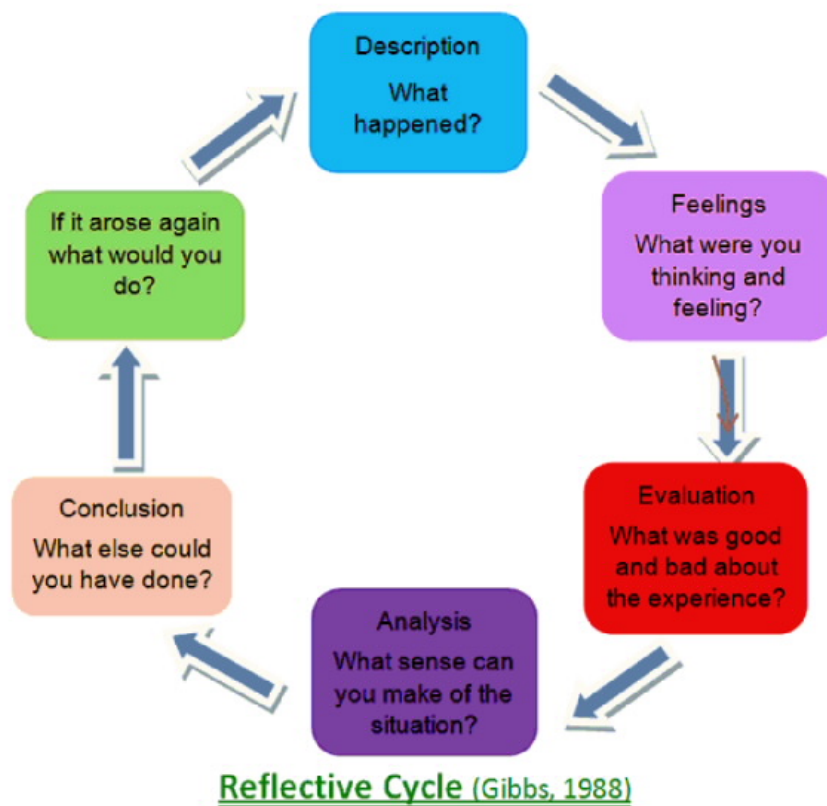 Description
What
happened?
Feelings
What were you
thinking and
feeling?
Evaluation
What was good
and bad about
the experience?
Analysis
What sense can
you make of the
situation?
Conclusion
What else could
you have done?
If it arose again
what would you
do?
Reflective Cycle (Gibbs, 1988)